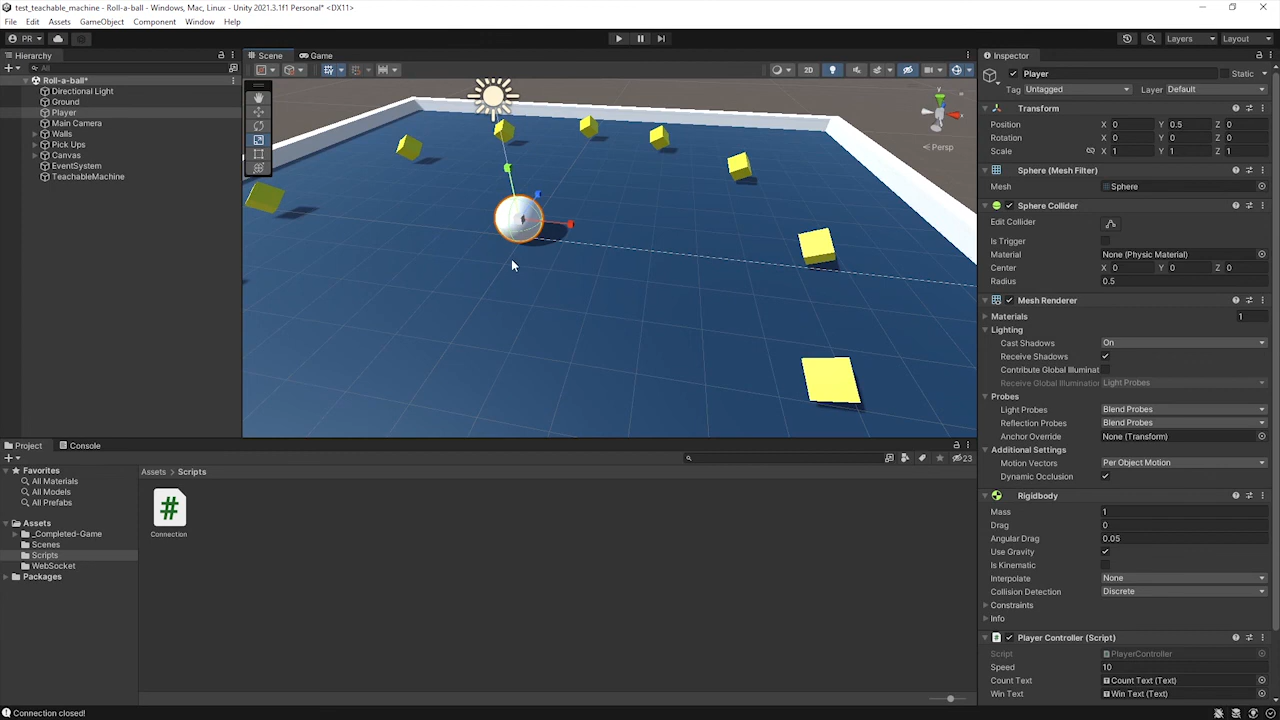 test_teachable_machine - Roll-a-ball - Windows, Mac, Linux - Unity 2021.3.1f1 Personal* <DX11>
File Edit Assets GameObject Component Window Help
PR Layers Layout
Hierarchy
All
Roll-a-ball*
Directional Light
Ground
Player
Main Camera
Walls
Pick Ups
Canvas
EventSystem
TeachableMachine
Scene Game
2D
Y
Persp
Inspector
Player Static
Tag Untagged Layer Default
Transform
Position X 0 Y 0.5 Z 0
Rotation X 0 Y 0 Z 0
Scale X 1 Y 1 Z 1
Sphere (Mesh Filter)
Mesh Sphere
Sphere Collider
Edit Collider
Is Trigger
Material None (Physic Material)
Center X 0 Y 0 Z 0
Radius 0.5
Mesh Renderer
Materials 1
Lighting
Cast Shadows On
Receive Shadows
Contribute Global Illuminat
Receive Global Illumination Light Probes
Probes
Light Probes Blend Probes
Reflection Probes Blend Probes
Anchor Override None (Transform)
Additional Settings
Motion Vectors Per Object Motion
Dynamic Occlusion
Rigidbody
Mass 1
Drag 0
Angular Drag 0.05
Use Gravity
Is Kinematic
Interpolate None
Collision Detection Discrete
Constraints
Info
Player Controller (Script)
Script PlayerController
Speed 10
Count Text Count Text (Text)
Win Text Win Text (Text)
Project Console
23
Favorites
All Materials
All Models
All Prefabs
Assets
_Completed-Game
Scenes
Scripts
WebSocket
Packages
Assets > Scripts
#
Connection
Connection closed!